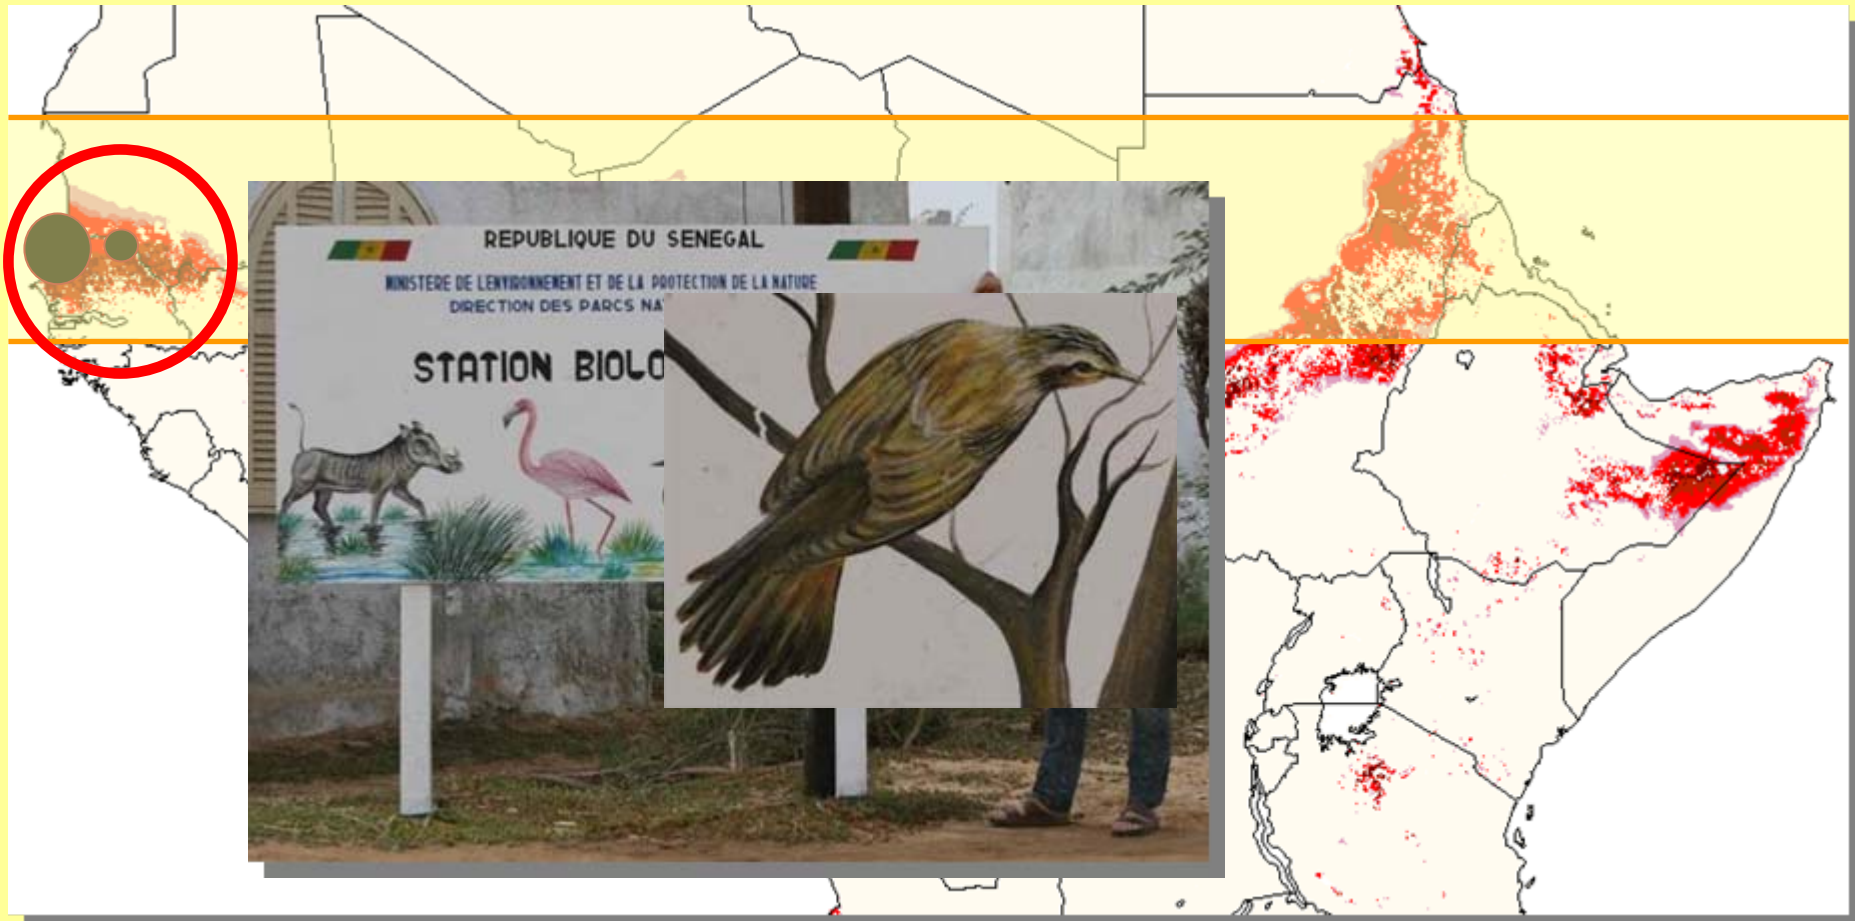 REPUBLIQUE DU SENEGAL
MINISTERE DE L'ENVIRONNEMENT ET DE LA PROTECTION DE LA NATURE
DIRECTION DES PARCS NA
STATION BIOLO